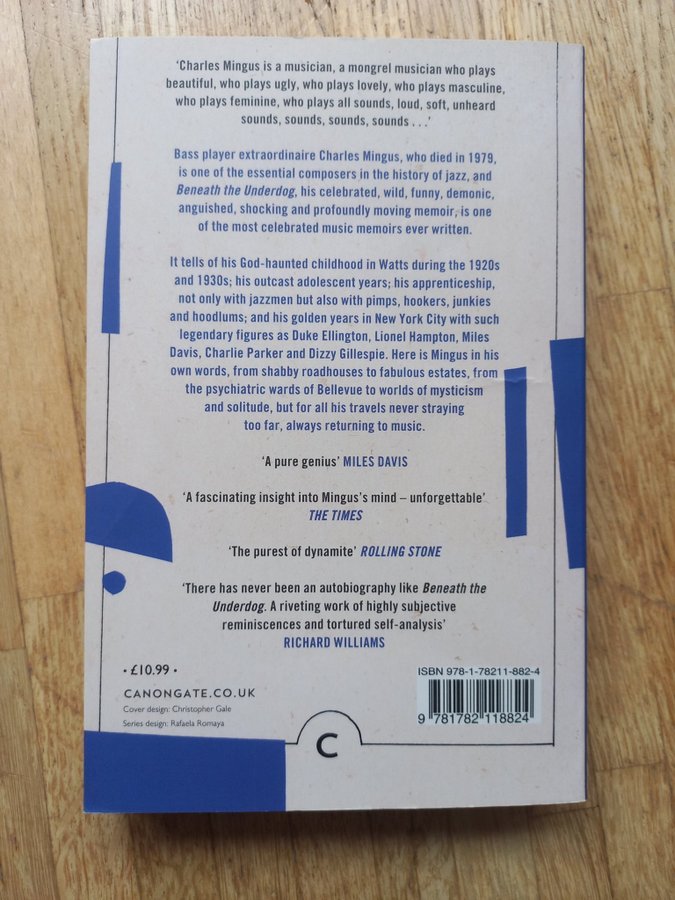 ‘Charles Mingus is a musician, a mongrel musician who plays
beautiful, who plays ugly, who plays lovely, who plays masculine,
who plays feminine, who plays all sounds, loud, soft, unheard
sounds, sounds, sounds, sounds . . .’
Bass player extraordinaire Charles Mingus, who died in 1979,
is one of the essential composers in the history of jazz, and
Beneath the Underdog, his celebrated, wild, funny, demonic,
anguished, shocking and profoundly moving memoir, is one
of the most celebrated music memoirs ever written.
It tells of his God-haunted childhood in Watts during the 1920s
and 1930s; his outcast adolescent years; his apprenticeship,
not only with jazzmen but also with pimps, hookers, junkies
and hoodlums; and his golden years in New York City with such
legendary figures as Duke Ellington, Lionel Hampton, Miles
Davis, Charlie Parker and Dizzy Gillespie. Here is Mingus in his
own words, from shabby roadhouses to fabulous estates, from
the psychiatric wards of Bellevue to worlds of mysticism
and solitude, but for all his travels never straying
too far, always returning to music.
‘A pure genius’ MILES DAVIS
‘A fascinating insight into Mingus’s mind – unforgettable’
THE TIMES
‘The purest of dynamite’ ROLLING STONE
‘There has never been an autobiography like Beneath the
Underdog. A riveting work of highly subjective
reminiscences and tortured self-analysis’
RICHARD WILLIAMS
· £10.99 ·
CANONGATE.CO.UK
Cover design: Christopher Gale
Series design: Rafaela Romaya
ISBN 978-1-78211-882-4
9 781782 118824
C